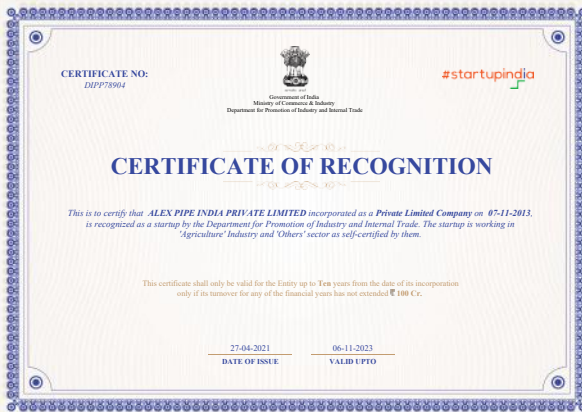 CERTIFICATE NO:
DIPP78904
#startupindia
Government of India
Ministry of Commerce & Industry
Department for Promotion of Industry and Internal Trade
CERTIFICATE OF RECOGNITION
This is to certify that ALEX PIPE INDIA PRIVATE LIMITED incorporated as a Private Limited Company on 07-11-2013,
is recognized as a startup by the Department for Promotion of Industry and Internal Trade. The startup is working in
'Agriculture' Industry and 'Others' sector as self-certified by them.
This certificate shall only be valid for the Entity up to Ten years from the date of its incorporation
only if its turnover for any of the financial years has not extended ₹ 100 Cr.
27-04-2021
06-11-2023
DATE OF ISSUE
VALID UPTO